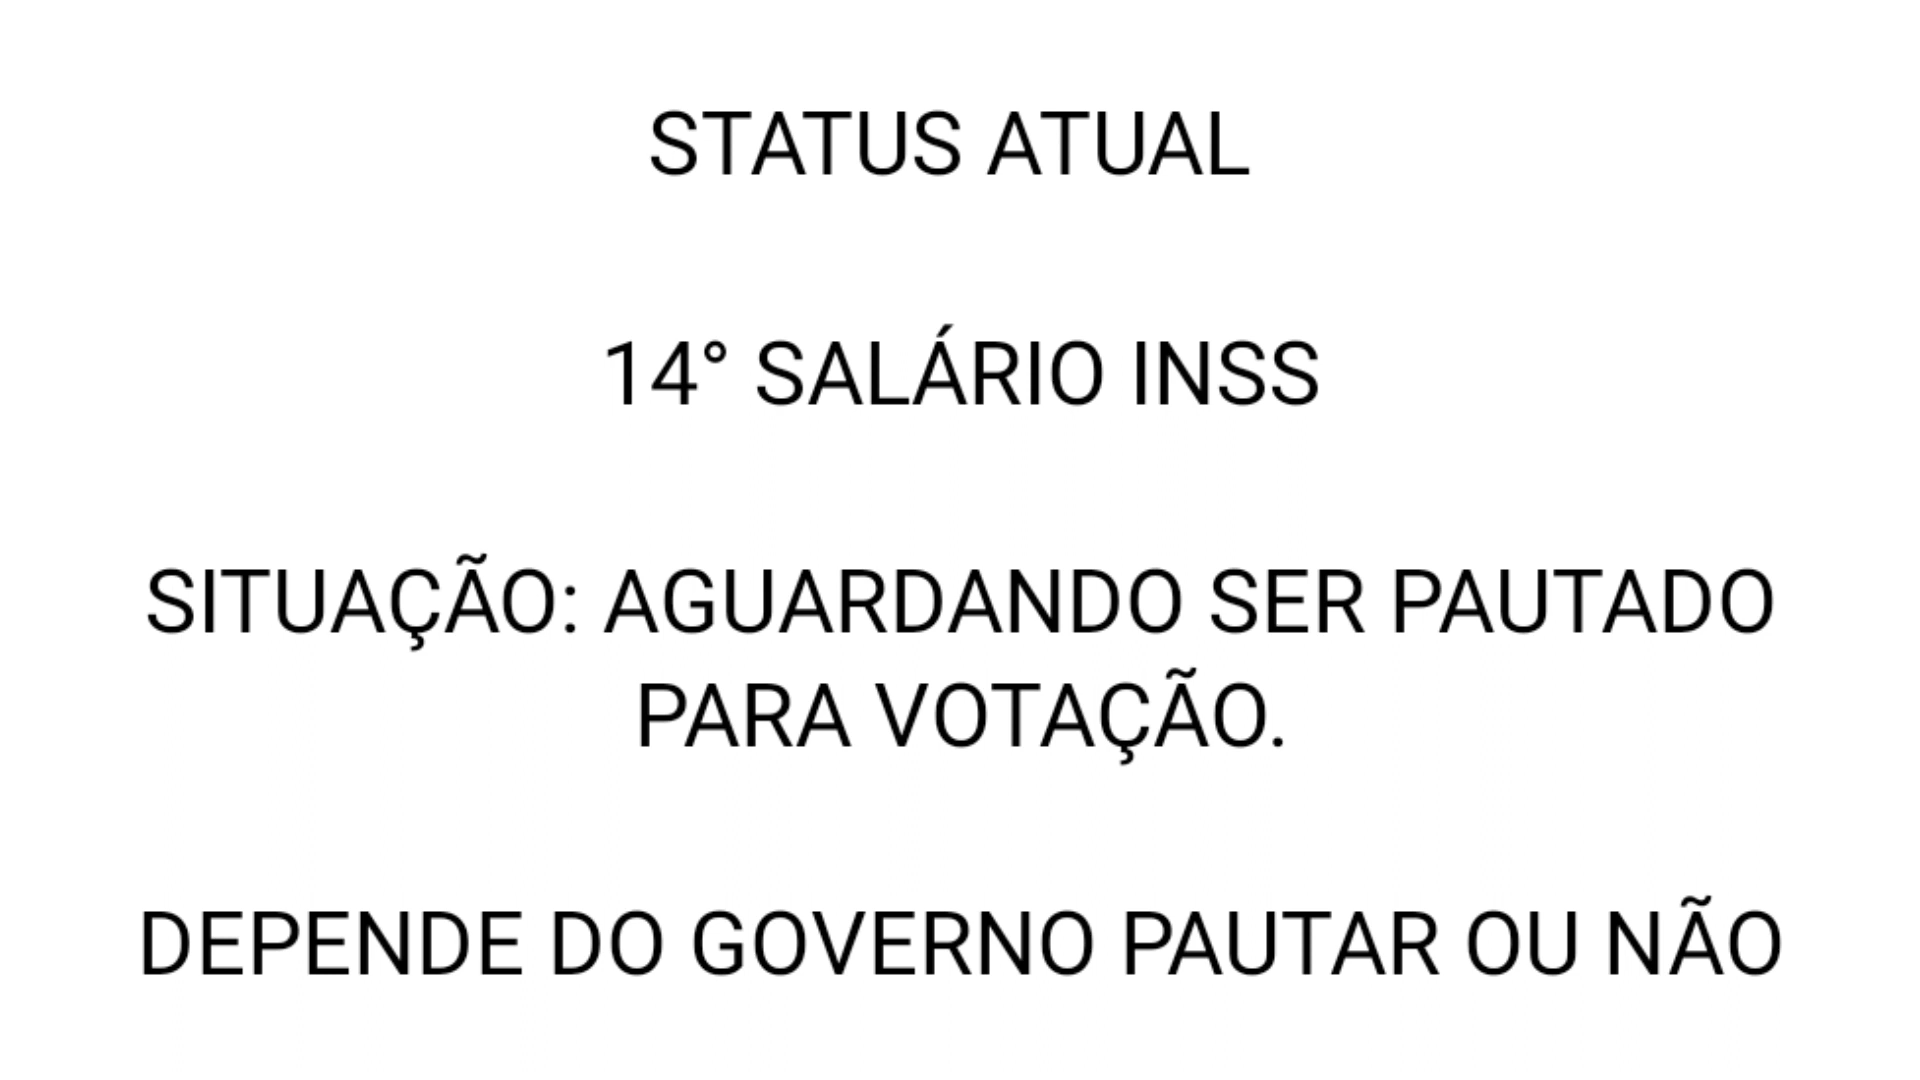 STATUS ATUAL
14° SALÁRIO INSS
SITUAÇÃO: AGUARDANDO SER PAUTADO
PARA VOTAÇÃO.
DEPENDE DO GOVERNO PAUTAR OU NÃO